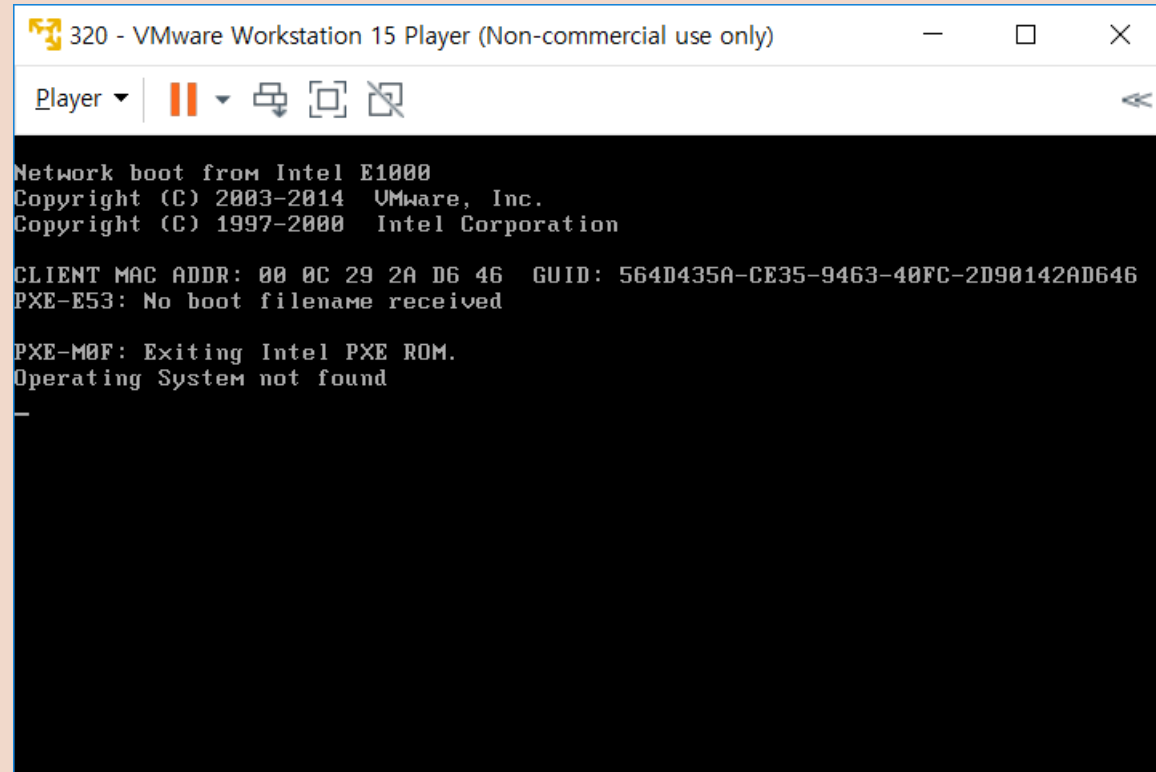 320 - VMware Workstation 15 Player (Non-commercial use only)
Player
Network boot from Intel E1000
Copyright (C) 2003-2014  VMware, Inc.
Copyright (C) 1997-2000  Intel Corporation
CLIENT MAC ADDR: 00 0C 29 2A D6 46  GUID: 564D435A-CE35-9463-40FC-2D90142AD646
PXE-E53: No boot filename received
PXE-M0F: Exiting Intel PXE ROM.
Operating System not found